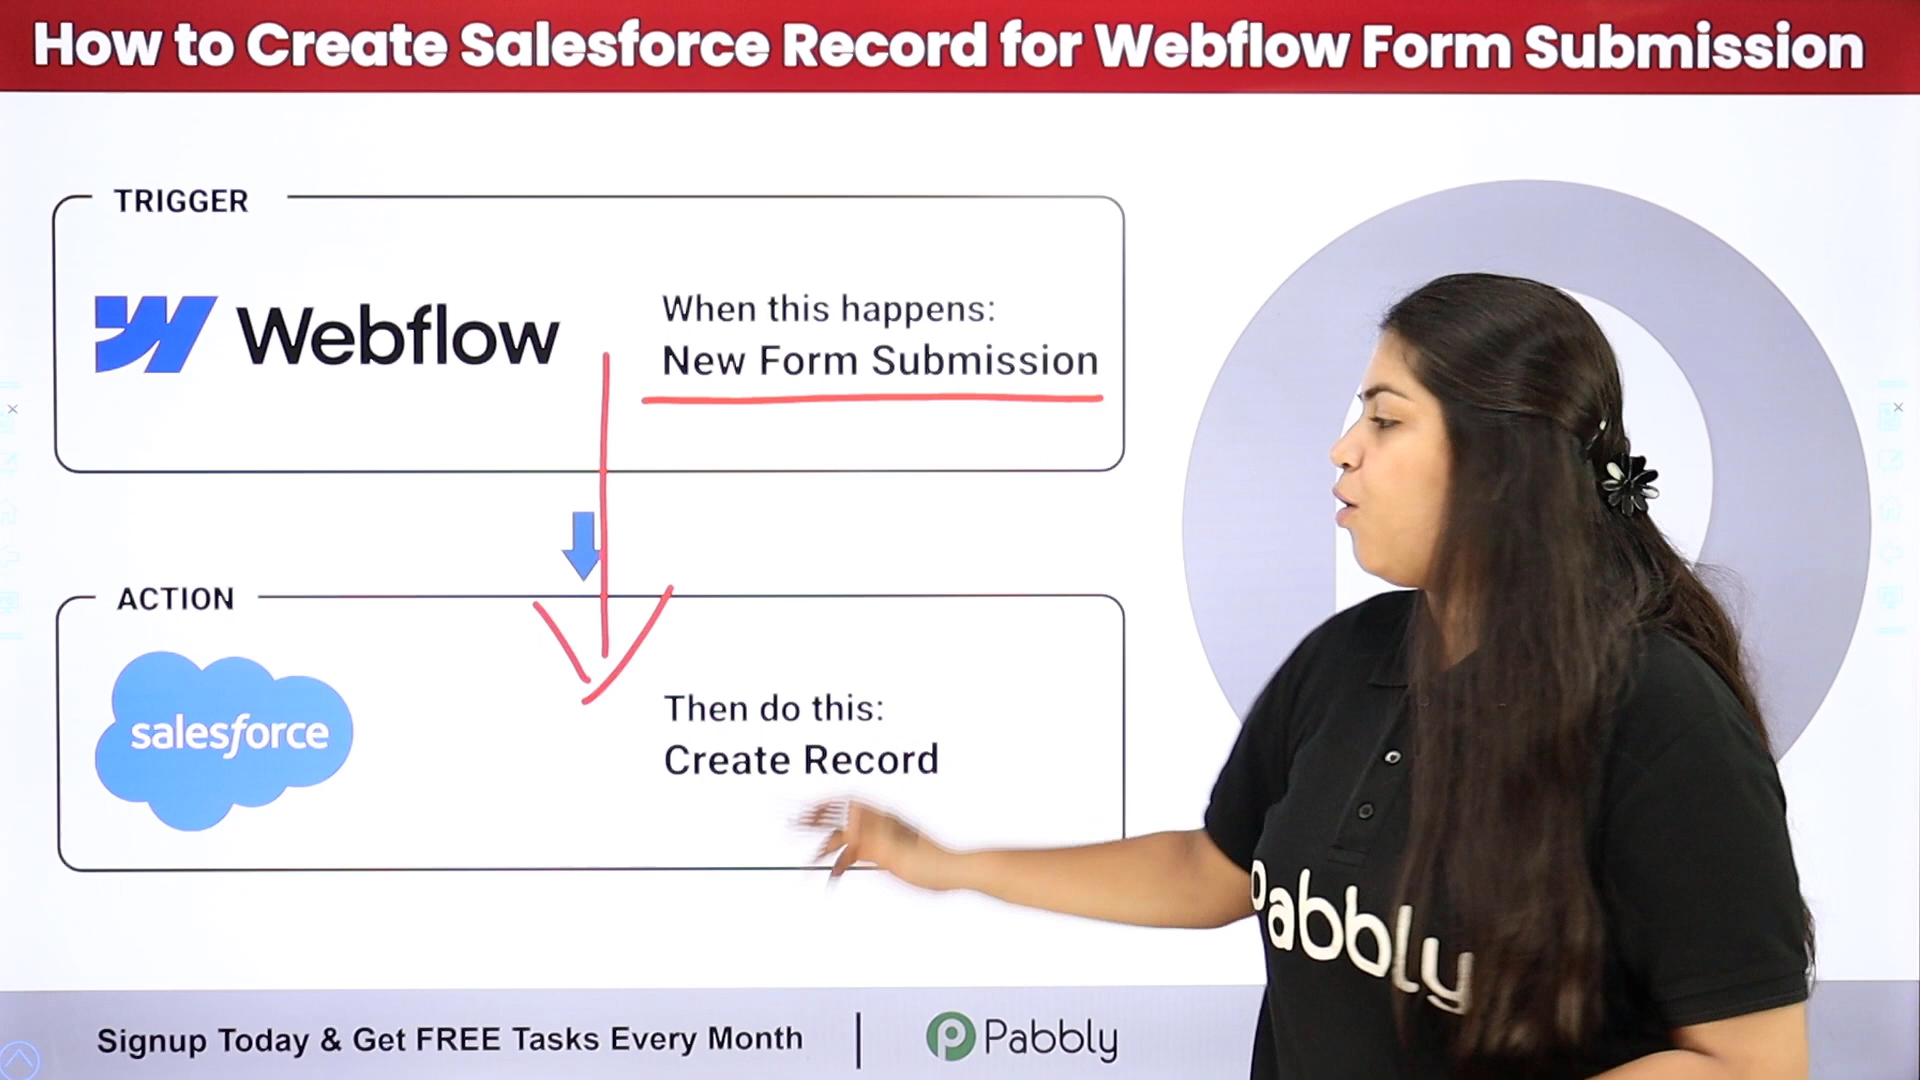 How to Create Salesforce Record for Webflow Form Submission
TRIGGER
Webflow
When this happens:
New Form Submission
ACTION
salesforce
Then do this:
Create Record
Pabbly
Signup Today & Get FREE Tasks Every Month
Pabbly